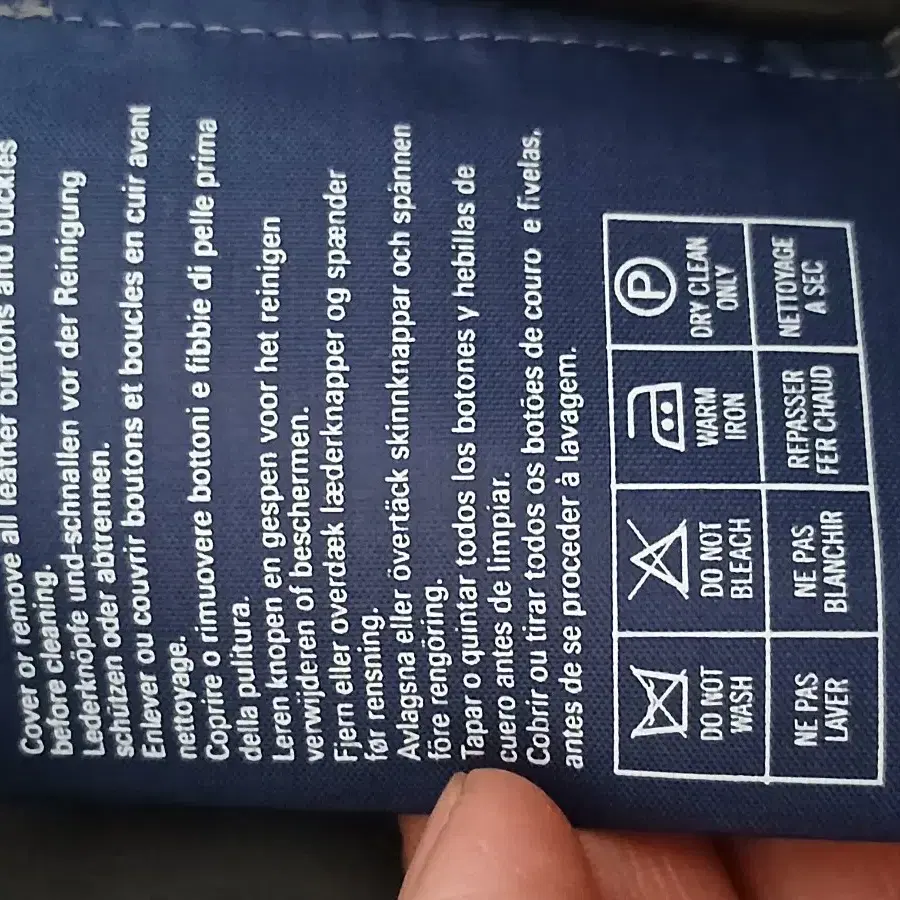 Cover or remove all leather buttons and buckles
before cleaning.
Lederknöpfe und-schnallen vor der Reinigung
schützen oder abtrennen.
Enlever ou couvrir boutons et boucles en cuir avant
nettoyage.
Coprire o rimuovere bottoni e fibbie di pelle prima
della pulitura.
Leren knopen en gespen voor het reinigen
verwijderen of beschermen.
Fjern eller overdæk læderknapper og spænder
før rensning.
Avlagsna eller övertäck skinnknappar och spännen
före rengöring.
Tapar o quintar todos los botones y hebillas de
cuero antes de limpiar.
Cobrir ou tirar todos os botões de couro e fivelas,
antes de se proceder à lavagem.
DO NOT
WASH
DO NOT
BLEACH
WARM
IRON
P
DRY CLEAN
ONLY
NE PAS
LAVER
NE PAS
BLANCHIR
REPASSER
FER CHAUD
NETTOYAGE
A SEC